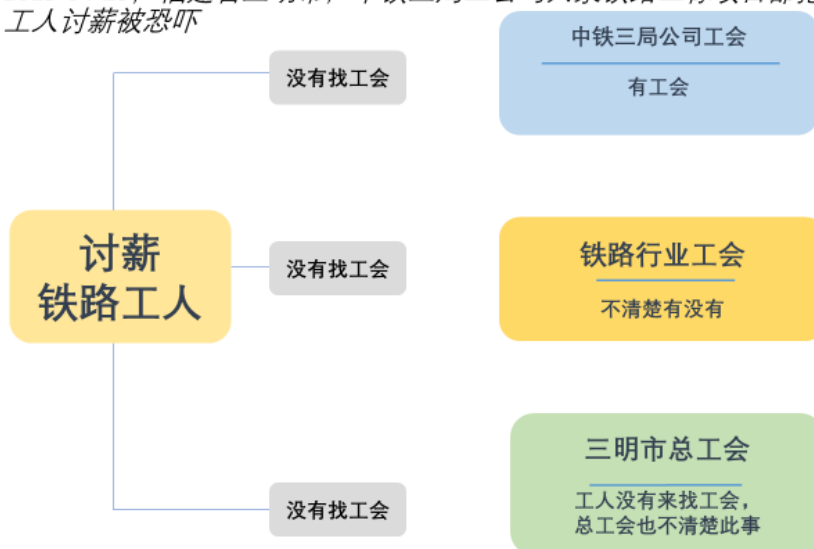 工人讨薪被恐吓
没有找工会
中铁三局公司工会
有工会
讨薪
铁路工人
没有找工会
铁路行业工会
不清楚有没有
没有找工会
三明市总工会
工人没有来找工会，
总工会也不清楚此事